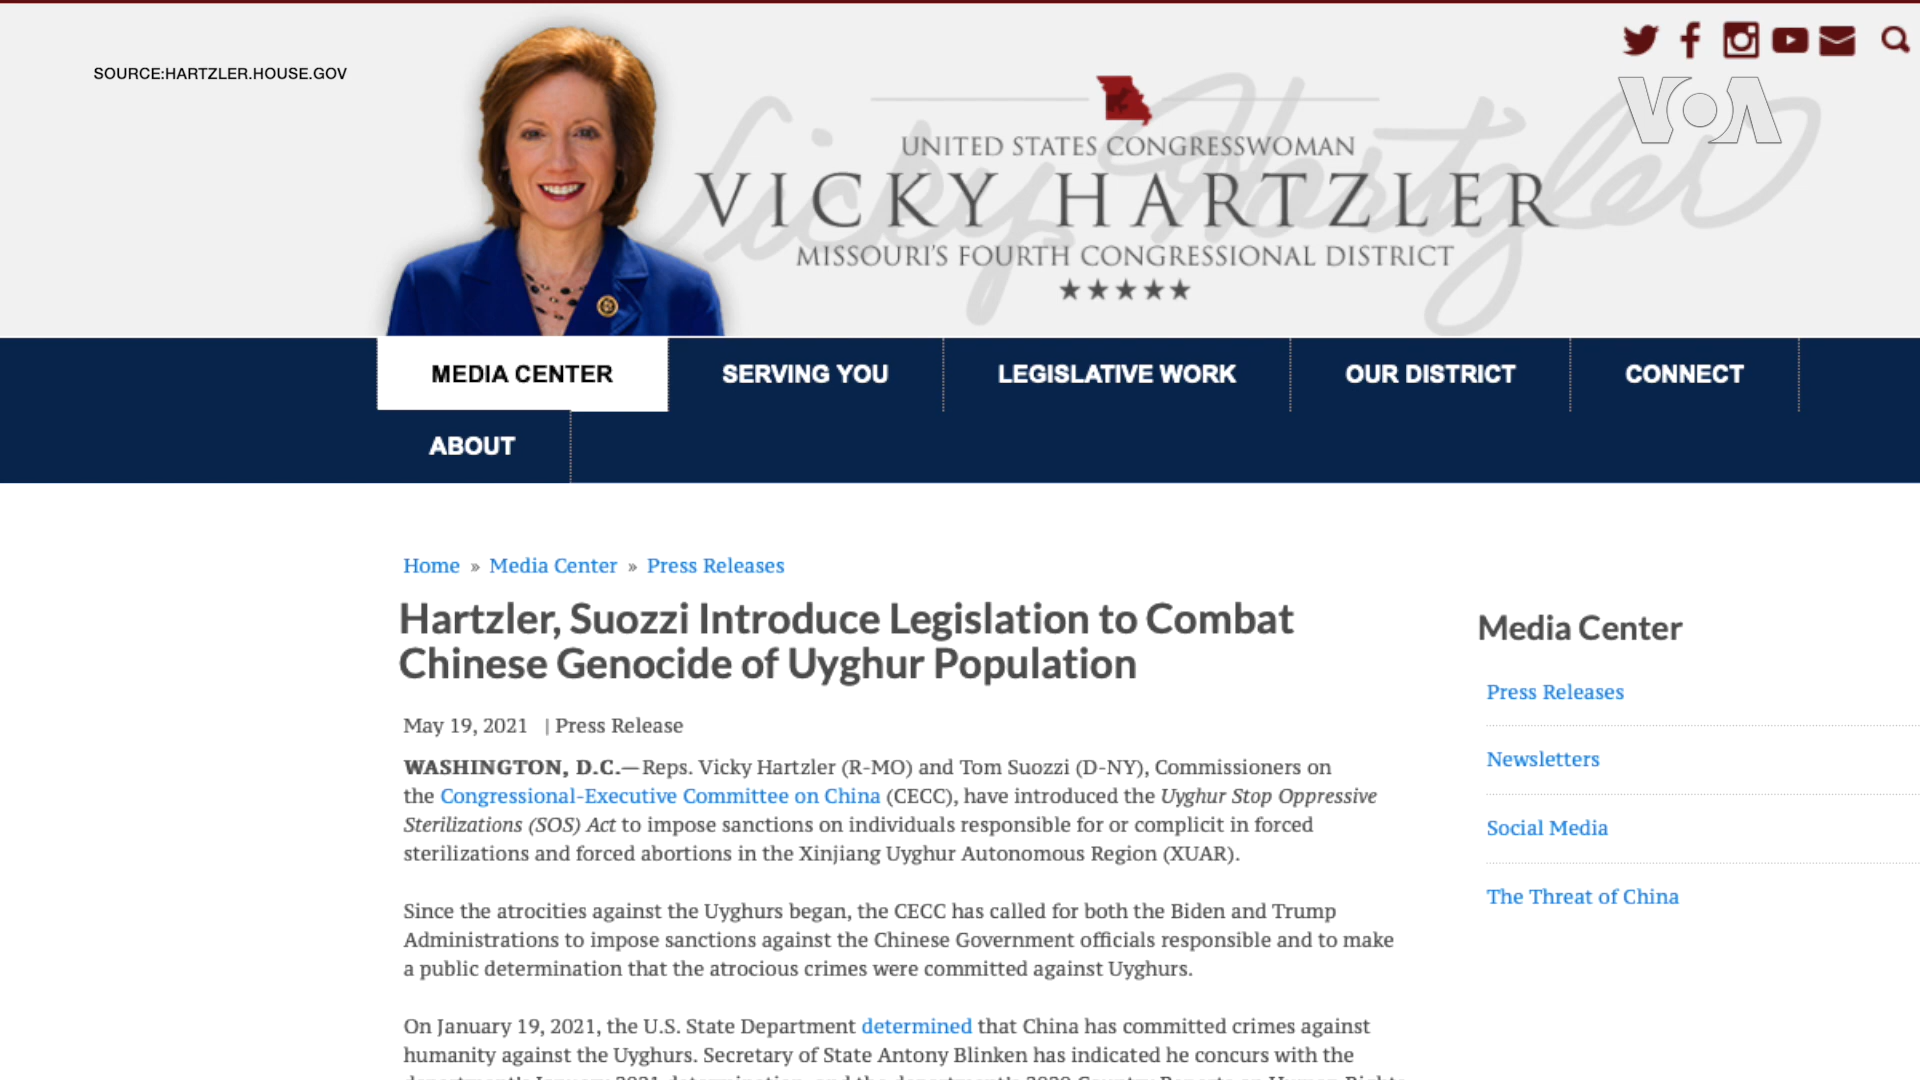 SOURCE:HARTZLER.HOUSE.GOV
VOA
Vicky Hartzler
UNITED STATES CONGRESSWOMAN
VICKY HARTZLER
MISSOURI'S FOURTH CONGRESSIONAL DISTRICT
MEDIA CENTER
SERVING YOU
LEGISLATIVE WORK
OUR DISTRICT
CONNECT
ABOUT
Home » Media Center » Press Releases
Hartzler, Suozzi Introduce Legislation to Combat
Chinese Genocide of Uyghur Population
May 19, 2021 | Press Release
WASHINGTON, D.C.—Reps. Vicky Hartzler (R-MO) and Tom Suozzi (D-NY), Commissioners on
the Congressional-Executive Committee on China (CECC), have introduced the Uyghur Stop Oppressive
Sterilizations (SOS) Act to impose sanctions on individuals responsible for or complicit in forced
sterilizations and forced abortions in the Xinjiang Uyghur Autonomous Region (XUAR).
Since the atrocities against the Uyghurs began, the CECC has called for both the Biden and Trump
Administrations to impose sanctions against the Chinese Government officials responsible and to make
a public determination that the atrocious crimes were committed against Uyghurs.
On January 19, 2021, the U.S. State Department determined that China has committed crimes against
humanity against the Uyghurs. Secretary of State Antony Blinken has indicated he concurs with the
Media Center
Press Releases
Newsletters
Social Media
The Threat of China